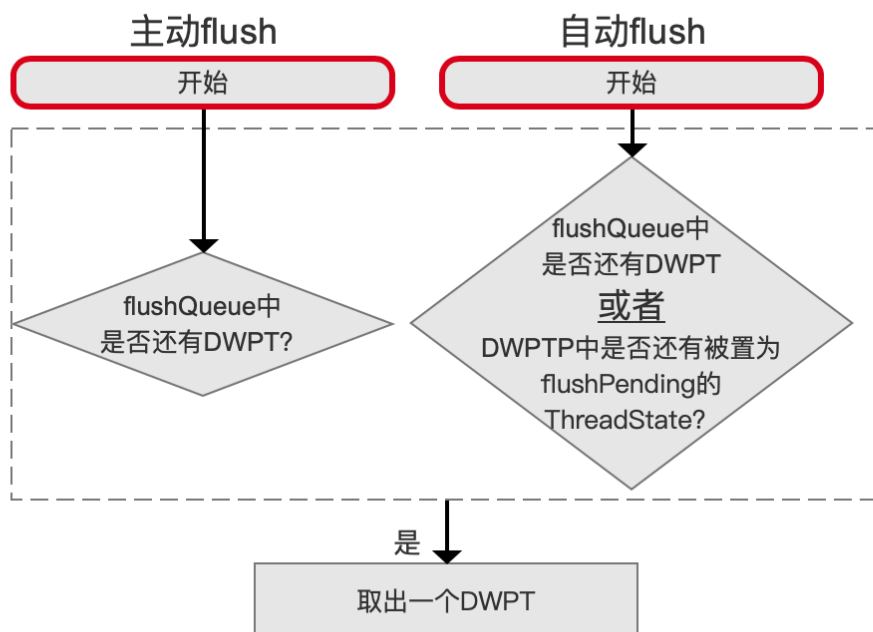 主动flush
自动flush
开始
开始
flushQueue中
是否还有DWPT?
flushQueue中
是否还有DWPT
或者
DWPTP中是否还有被置为
flushPending的
ThreadState?
是
取出一个DWPT